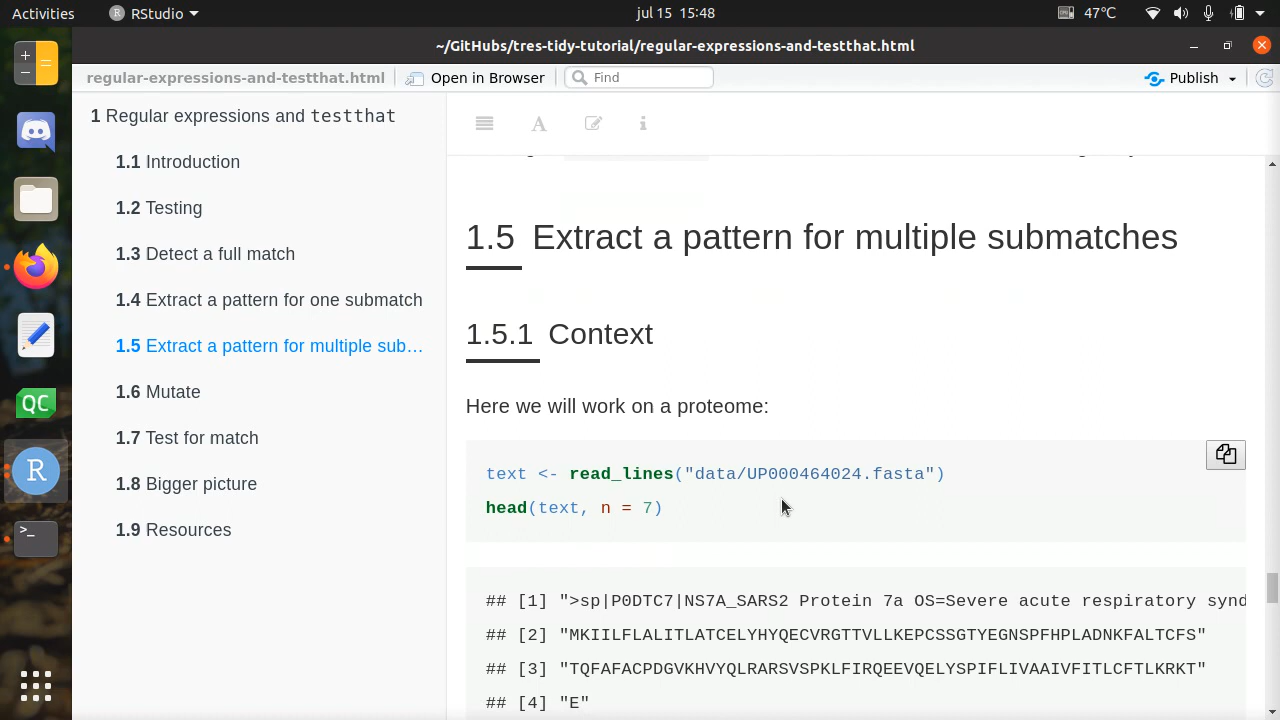 Activities
RStudio
jul 15 15:48
47°C
~/GitHubs/tres-tidy-tutorial/regular-expressions-and-testthat.html
regular-expressions-and-testthat.html
Open in Browser
Find
Publish
1 Regular expressions and testthat
1.1 Introduction
1.2 Testing
1.3 Detect a full match
1.4 Extract a pattern for one submatch
1.5 Extract a pattern for multiple sub…
1.6 Mutate
1.7 Test for match
1.8 Bigger picture
1.9 Resources
QC
R
>_
A
i
1.5 Extract a pattern for multiple submatches
1.5.1 Context
Here we will work on a proteome:
text <- read_lines("data/UP000464024.fasta")
head(text, n = 7)
## [1] ">sp|P0DTC7|NS7A_SARS2 Protein 7a OS=Severe acute respiratory synd
## [2] "MKIILFLALITLATCELYHYQECVRGTTVLLKEPCSSGTYEGNSPFHPLADNKFALTCFS"
## [3] "TQFAFACPDGVKHVYQLRARSVSPKLFIRQEEVQELYSPIFLIVAAIVFITLCFTLKRKT"
## [4] "E"